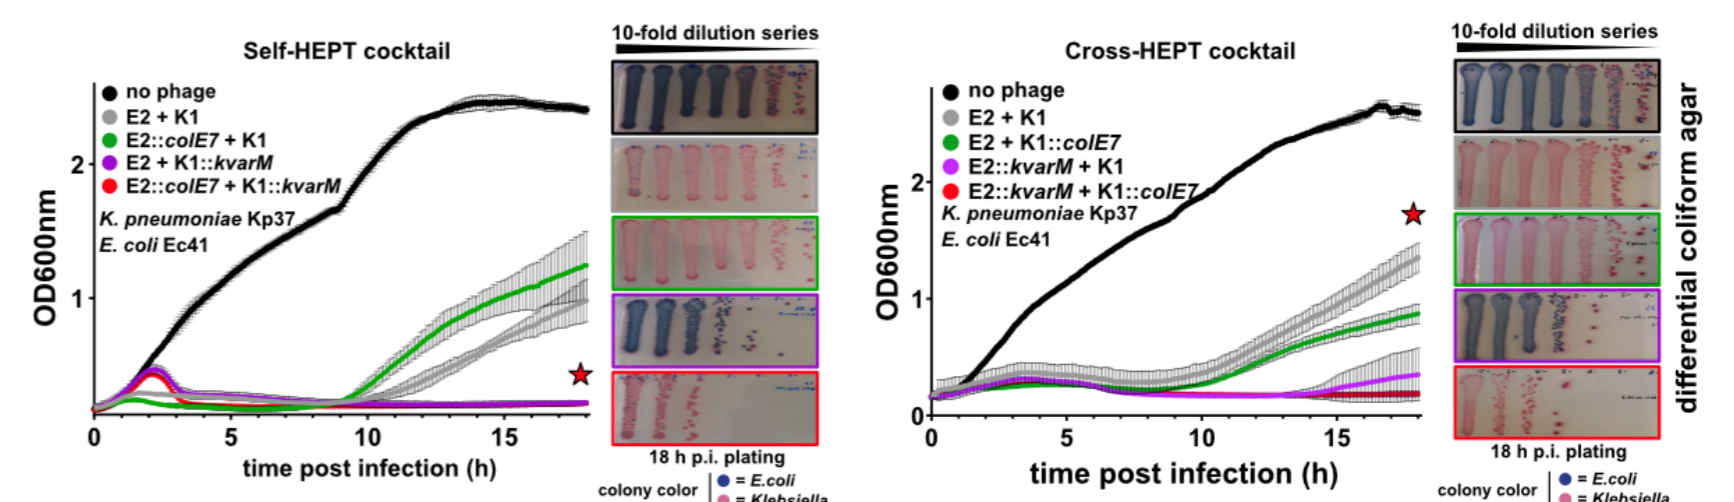 Self-HEPT cocktail
no phage
E2 + K1
E2::colE7 + K1
E2 + K1::kvarM
E2::colE7 + K1::kvarM
K. pneumoniae Kp37
E. coli Ec41
OD600nm
2
1
0
5
10
15
time post infection (h)
10-fold dilution series
18 h p.i. plating
colony color
= E.coli
= Klebsiella
Cross-HEPT cocktail
no phage
E2 + K1
E2 + K1::colE7
E2::kvarM + K1
E2::kvarM + K1::colE7
K. pneumoniae Kp37
E. coli Ec41
OD600nm
2
1
0
0
5
10
15
time post infection (h)
10-fold dilution series
18 h p.i. plating
colony color
= E.coli
= Klebsiella
differential coliform agar